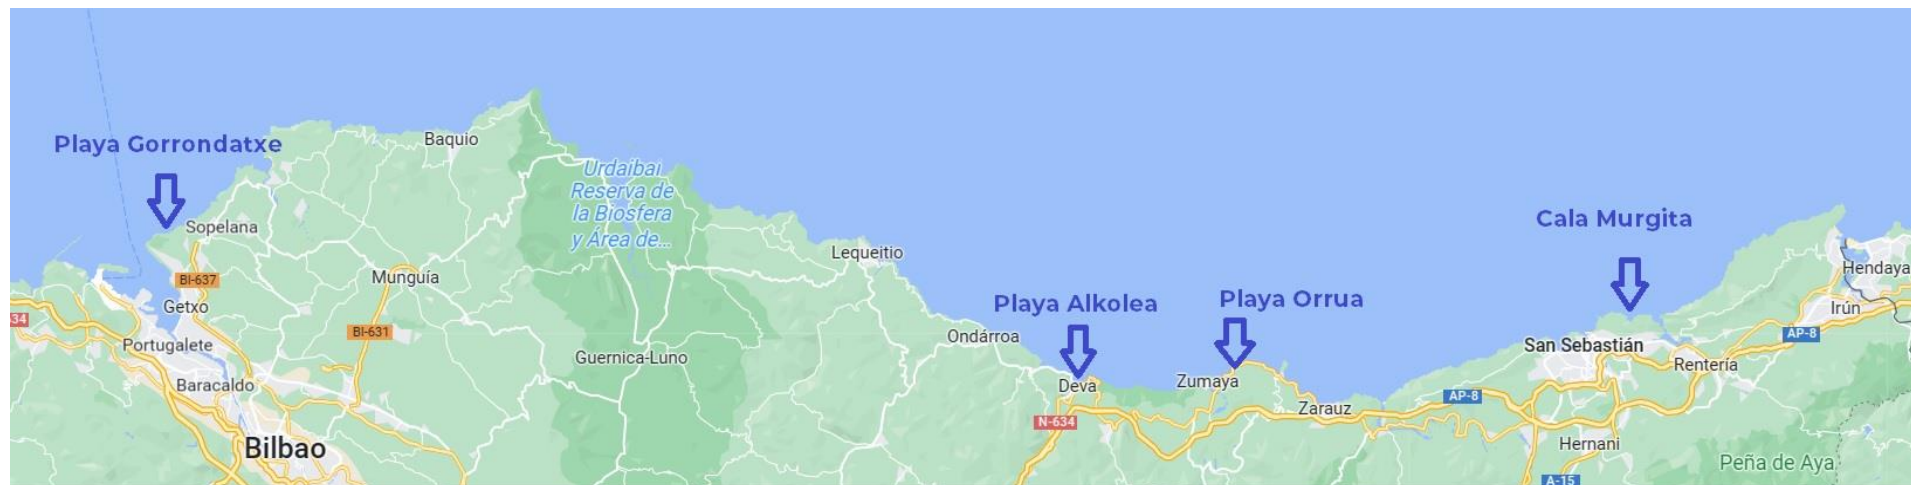 Playa Gorrondatxe
Baquio
Urdaibai
Reserva de
la Biosfera
y Área de...
Sopelana
Cala Murgita
Lequeitio
Munguía
BI-637
Getxo
Hendaya
Playa Alkolea
Playa Orrua
Irún
634
BI-631
Portugalete
Ondárroa
San Sebastián
AP-8
Guernica-Luno
Rentería
Baracaldo
Deva
Zumaya
AP-8
Zarauz
N-634
Bilbao
Hernani
Peña de Aya
A-15